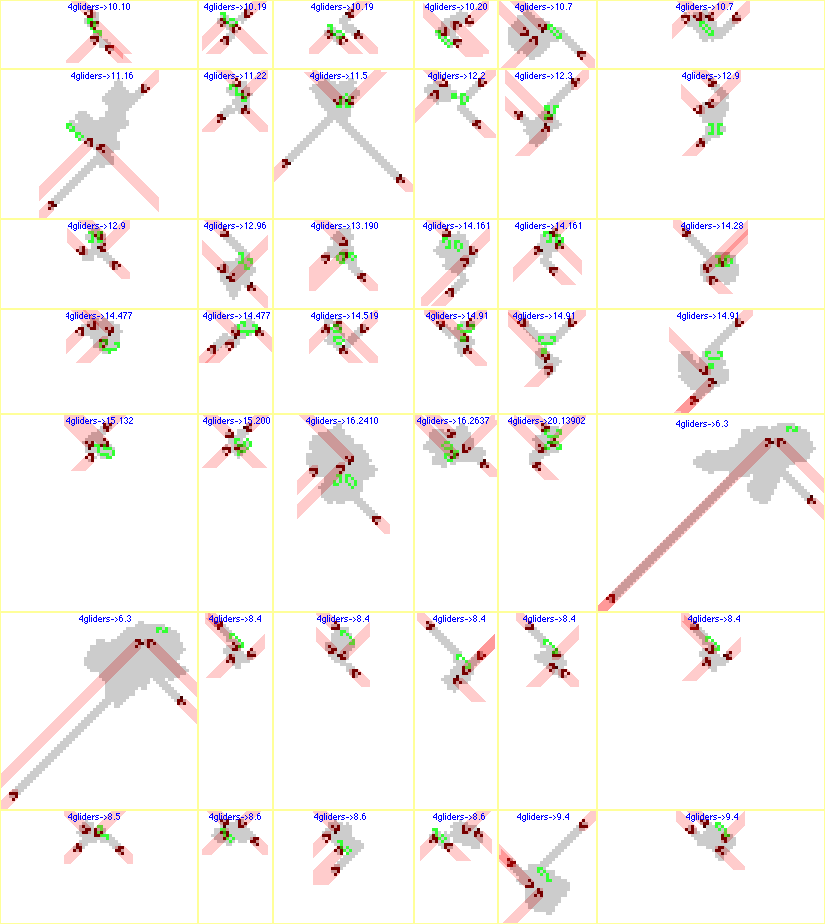 4gliders->10.10
4gliders->10.19
4gliders->10.19
4gliders->10.20
4gliders->10.7
4gliders->10.7
4gliders->11.16
4gliders->11.22
4gliders->11.5
4gliders->12.2
4gliders->12.3
4gliders->12.9
4gliders->12.9
4gliders->12.96
4gliders->13.190
4gliders->14.161
4gliders->14.161
4gliders->14.28
4gliders->14.477
4gliders->14.477
4gliders->14.519
4gliders->14.91
4gliders->14.91
4gliders->14.91
4gliders->15.132
4gliders->15.200
4gliders->16.2410
4gliders->16.2637
4gliders->20.13902
4gliders->6.3
4gliders->6.3
4gliders->8.4
4gliders->8.4
4gliders->8.4
4gliders->8.4
4gliders->8.4
4gliders->8.5
4gliders->8.6
4gliders->8.6
4gliders->8.6
4gliders->9.4
4gliders->9.4